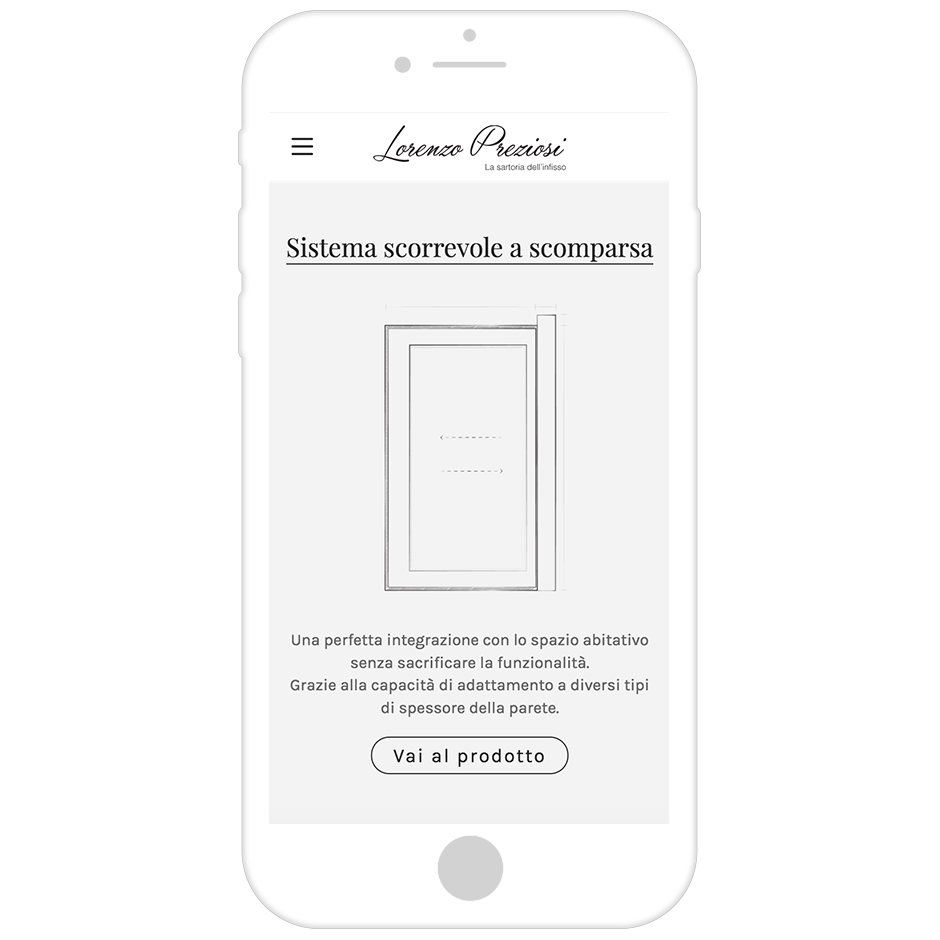 Lorenzo Preziosi
La sartoria dell'infisso
Sistema scorrevole a scomparsa
Una perfetta integrazione con lo spazio abitativo
senza sacrificare la funzionalità.
Grazie alla capacità di adattamento a diversi tipi
di spessore della parete.
Vai al prodotto